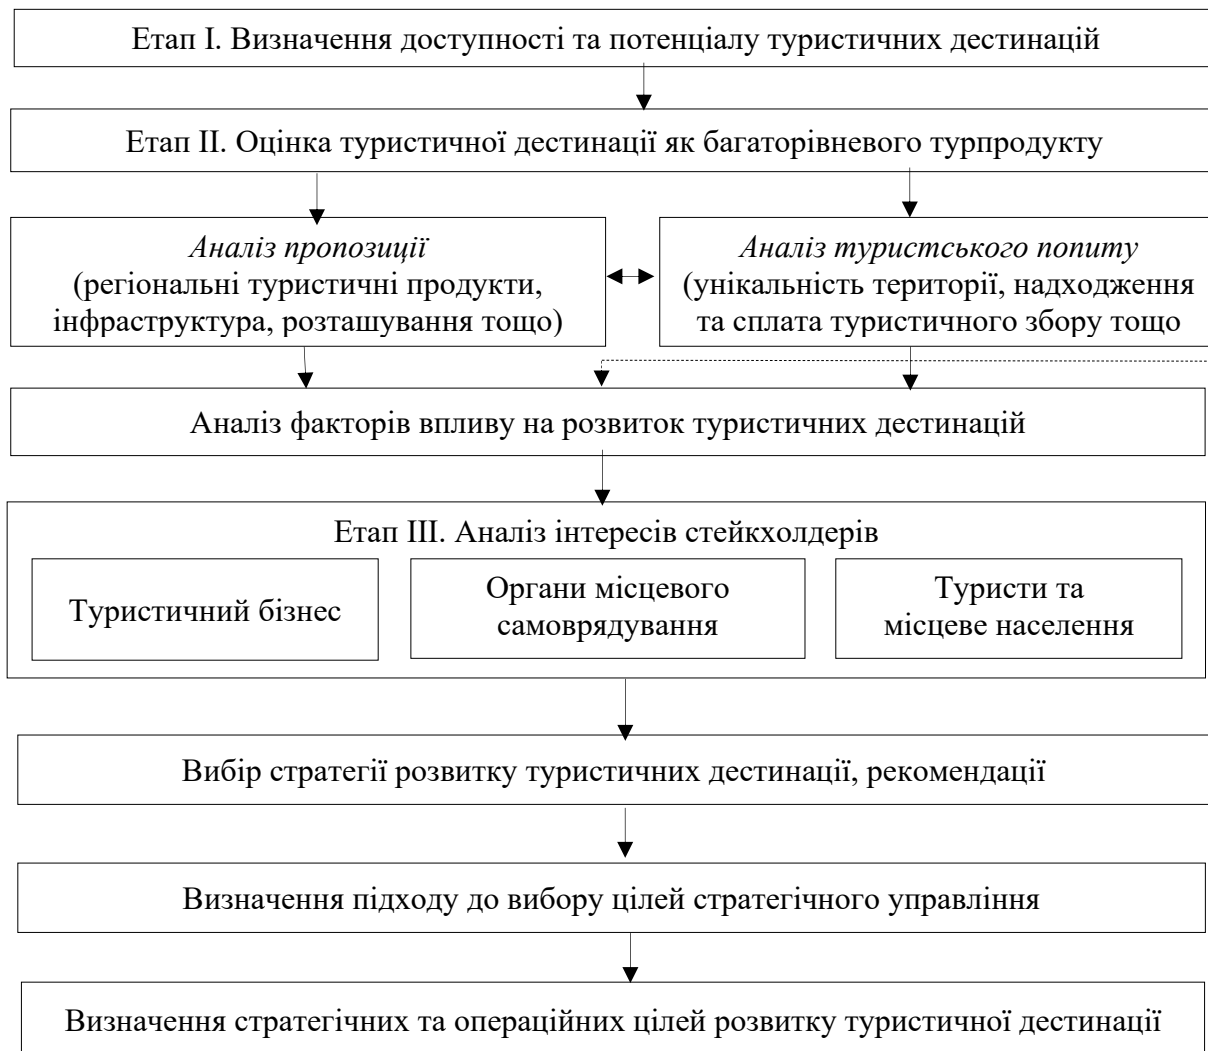 Етап І. Визначення доступності та потенціалу туристичних дестинацій
Етап ІІ. Оцінка туристичної дестинації як багаторівневого турпродукту
Аналіз пропозиції
(регіональні туристичні продукти,
інфраструктура, розташування тощо)
Аналіз туристського попиту
(унікальність території, надходження
та сплата туристичного збору тощо
Аналіз факторів впливу на розвиток туристичних дестинацій
Етап ІІІ. Аналіз інтересів стейкхолдерів
Туристичний бізнес
Органи місцевого
самоврядування
Туристи та
місцеве населення
Вибір стратегії розвитку туристичних дестинації, рекомендації
Визначення підходу до вибору цілей стратегічного управління
Визначення стратегічних та операційних цілей розвитку туристичної дестинації